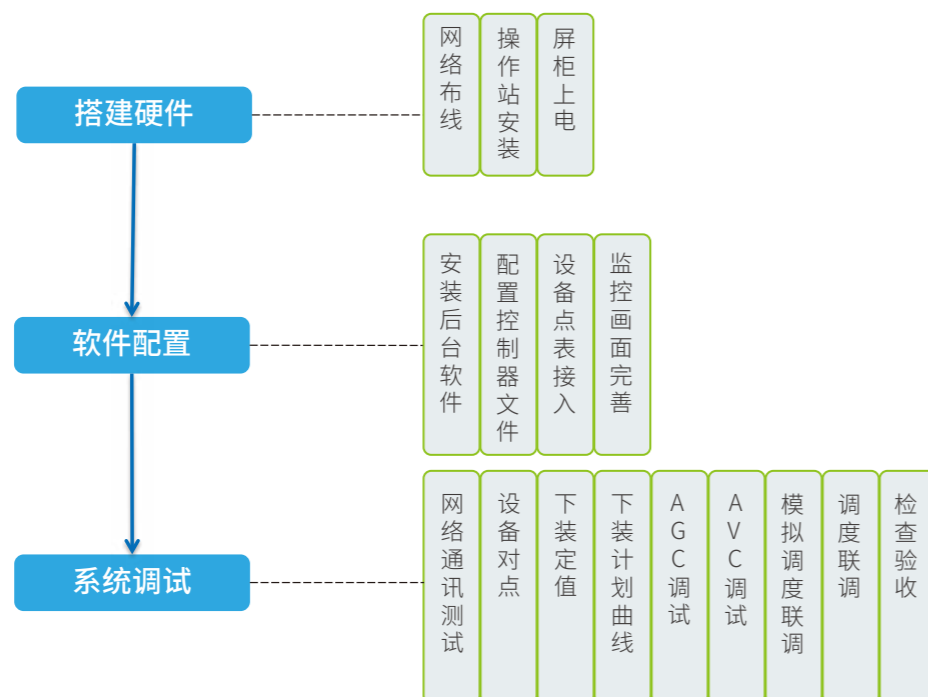 搭建硬件
网络布线
操作站安装
屏柜上电
软件配置
安装后台软件
配置控制器文件
设备点表接入
监控画面完善
系统调试
网络通讯测试
设备对点
下装定值
下装计划曲线
AGC调试
AVC调试
模拟调度联调
调度联调
检查验收